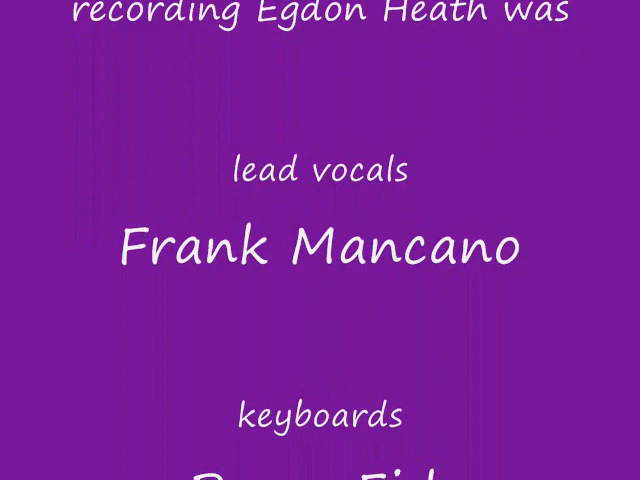 recording Egdon Heath was
lead vocals
Frank Mancano
keyboards